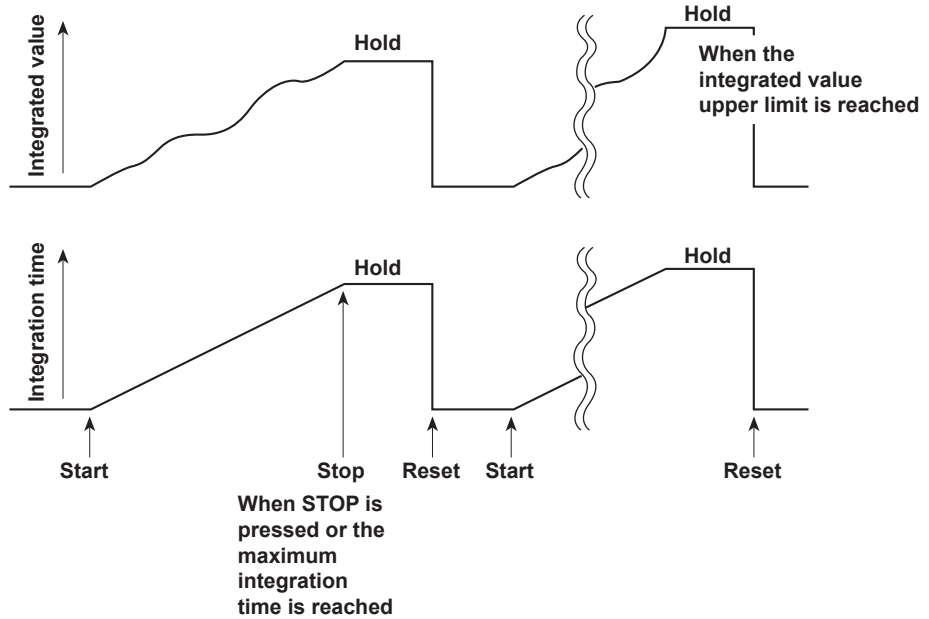 Integrated value
Hold
Hold
When the
integrated value
upper limit is reached
Integration time
Hold
Hold
Start
Stop
Reset
Start
Reset
When STOP is
pressed or the
maximum
integration
time is reached